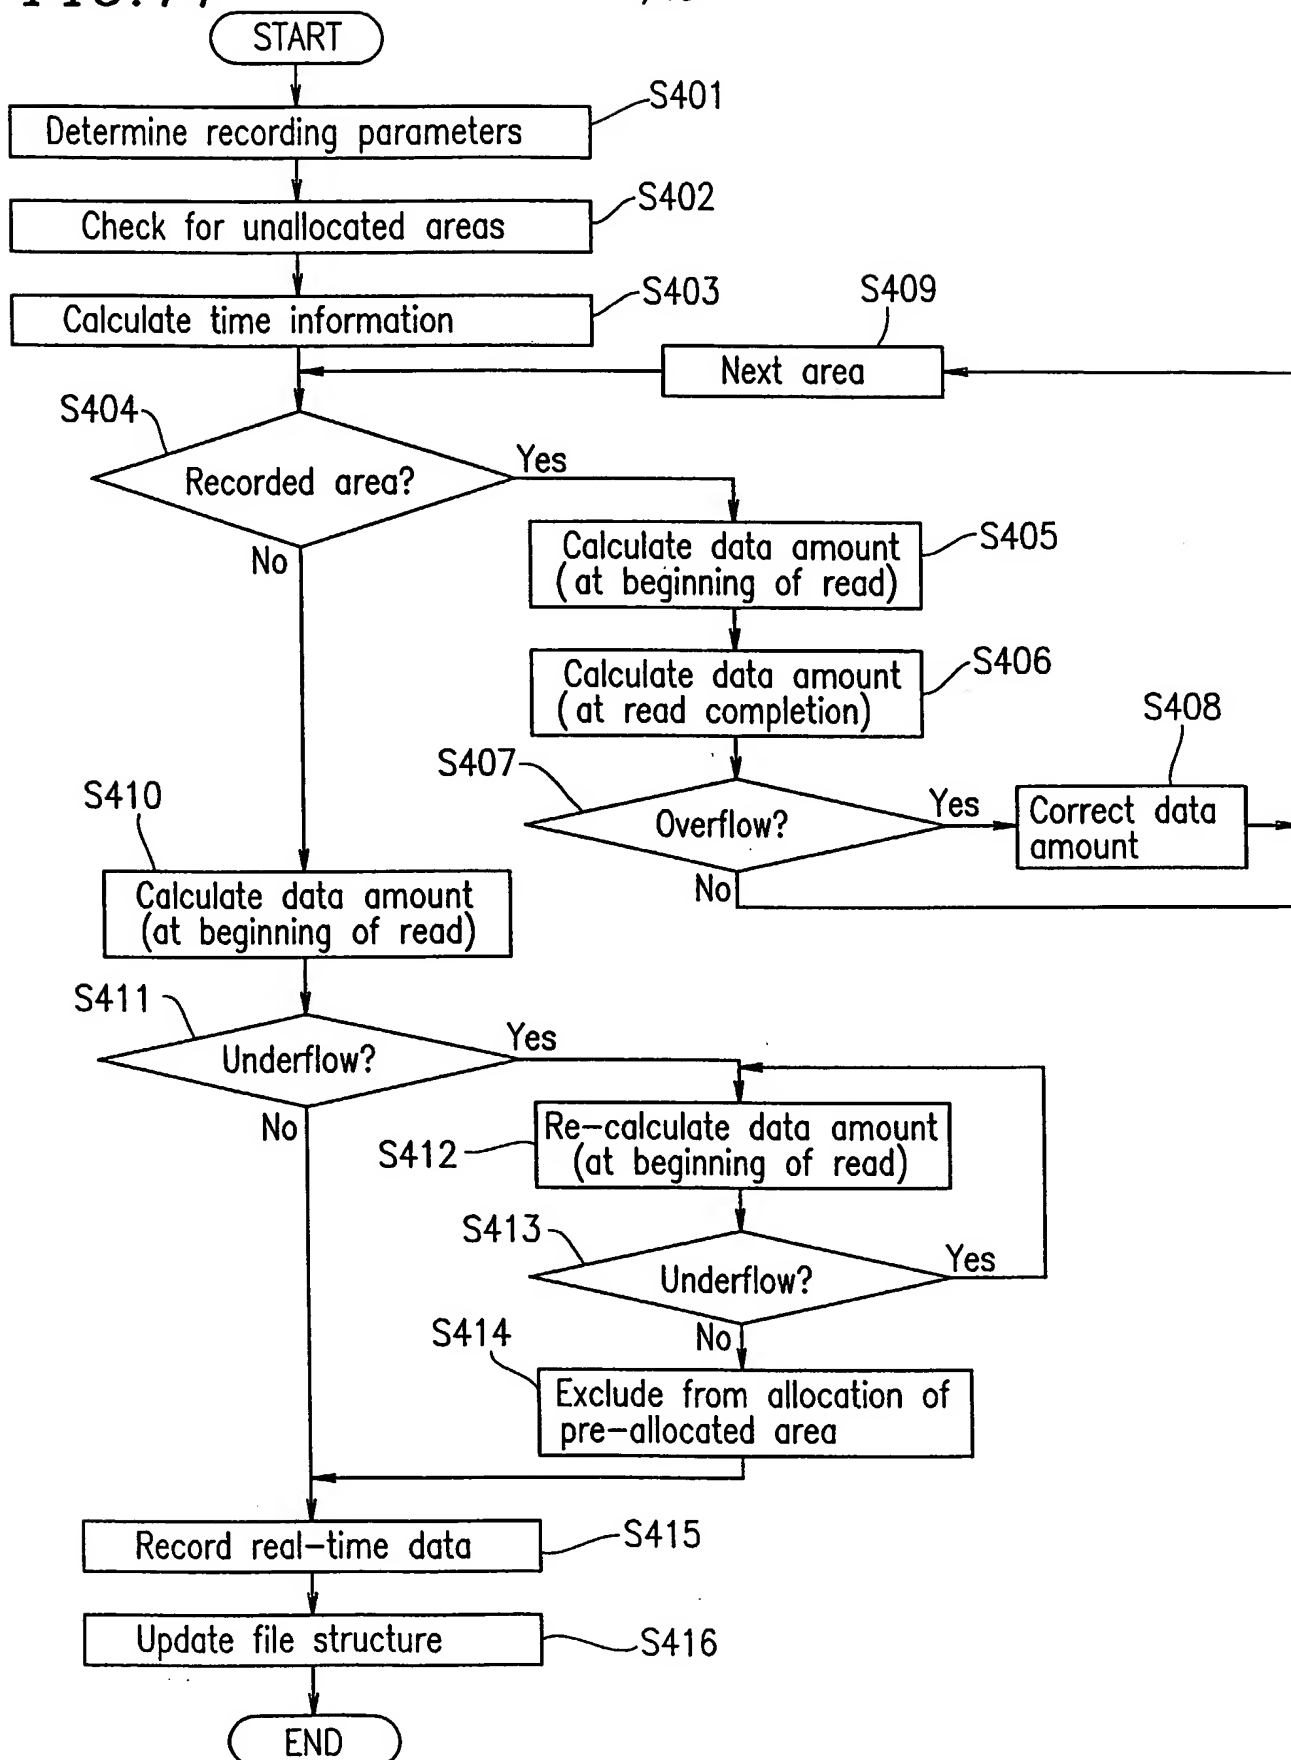 START
S401
Determine recording parameters
S402
Check for unallocated areas
S403
Calculate time information
S409
Next area
S404
Recorded area?
Yes
No
S405
Calculate data amount
(at beginning of read)
S406
Calculate data amount
(at read completion)
S407
Overflow?
Yes
No
S408
Correct data
amount
S410
Calculate data amount
(at beginning of read)
S411
Underflow?
Yes
No
S412
Re-calculate data amount
(at beginning of read)
S413
Underflow?
Yes
No
S414
Exclude from allocation of
pre-allocated area
S415
Record real-time data
S416
Update file structure
END